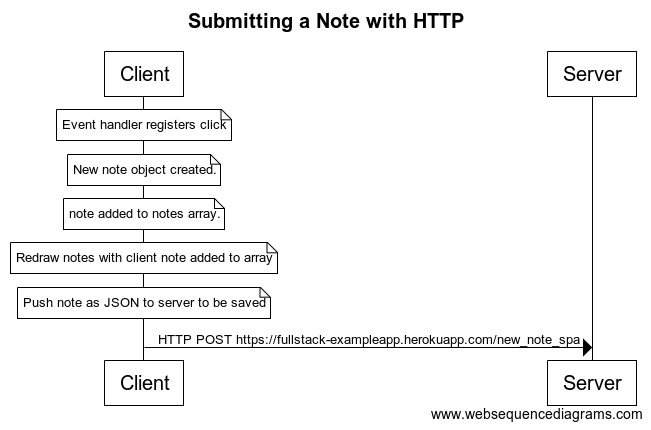 Submitting a Note with HTTP
Client
Server
Event handler registers click
New note object created.
note added to notes array.
Redraw notes with client note added to array
Push note as JSON to server to be saved
HTTP POST https://fullstack-exampleapp.herokuapp.com/new_note_spa
Client
Server
www.websequencediagrams.com